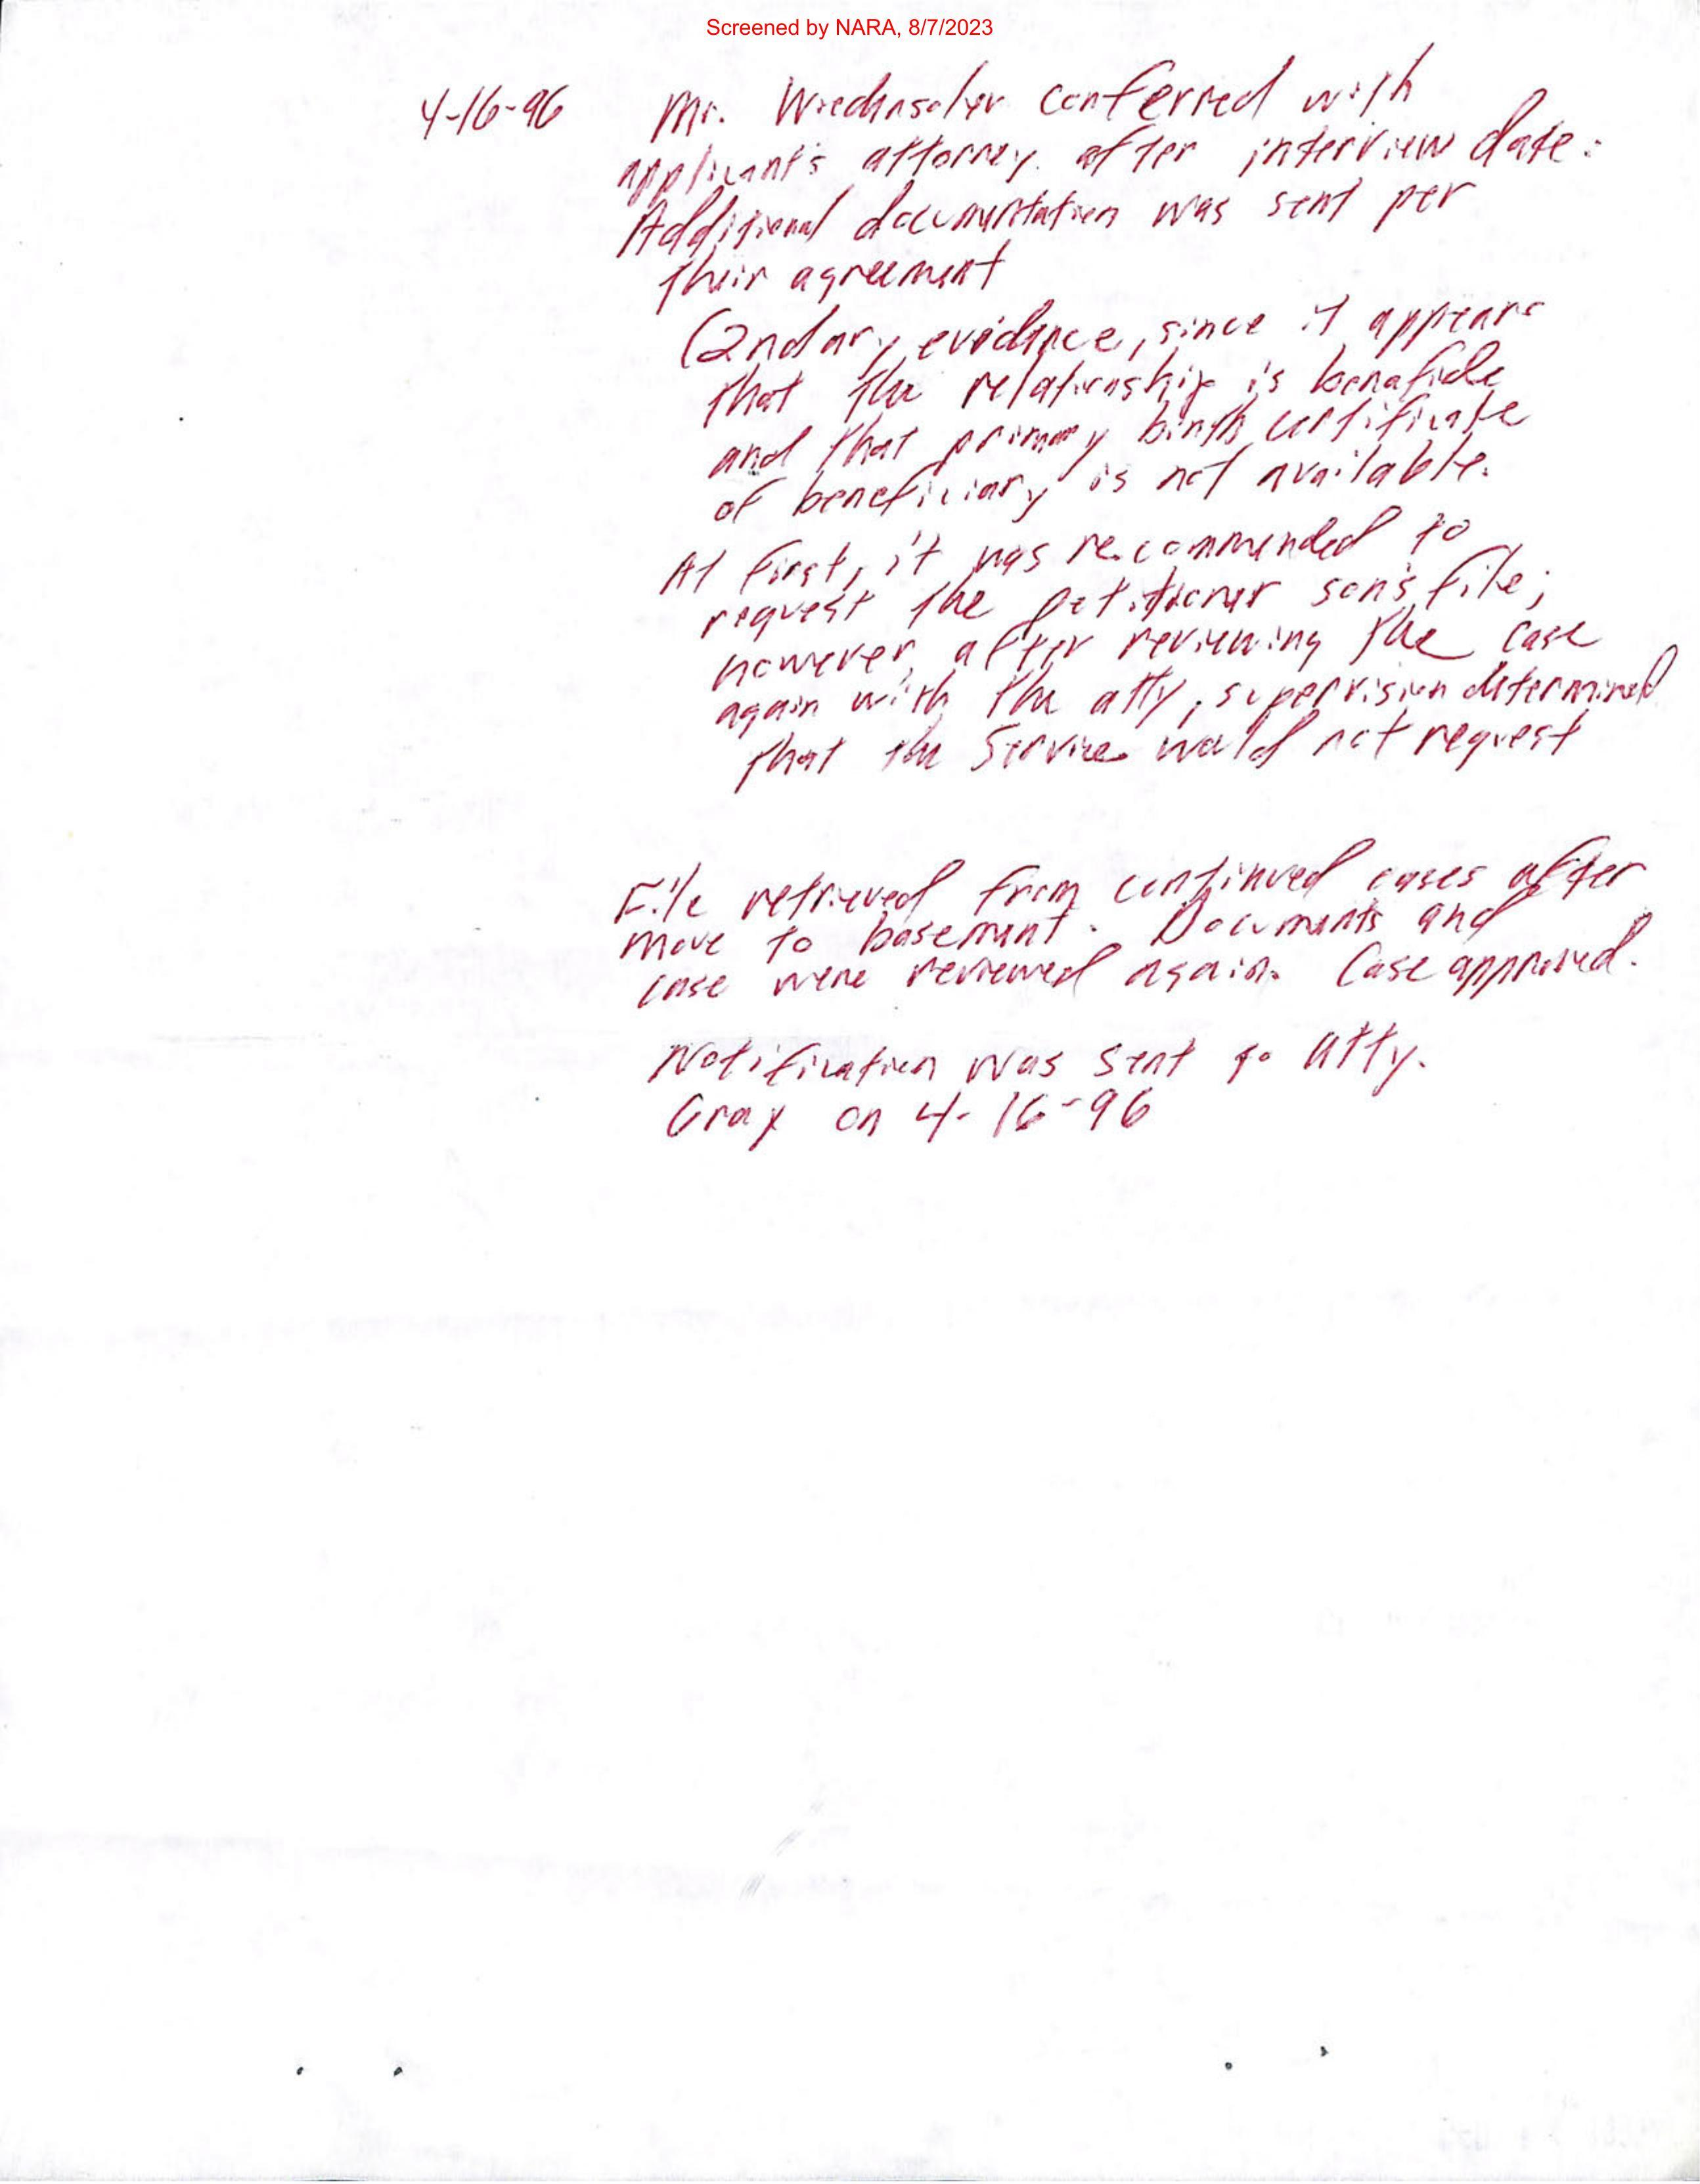 Screened by NARA, 8/7/2023
4-16-96 Mr. conferred with
applicant's attorney after interview date:
Additional documentation was sent per
their agreement
(2ndary evidence, since it appears
that the relationship is bonafide
and that primary birth certificate
of beneficiary is not available.
At first, it was recommended to
request the petitioner son's file;
however, after reviewing the case
again with the atty, supervision determined
that the Service would not request
File retrieved from continued cases after
move to basement. Documents and
case were reviewed again. Case approved.
Notification was sent to atty.
Gray on 4-16-96